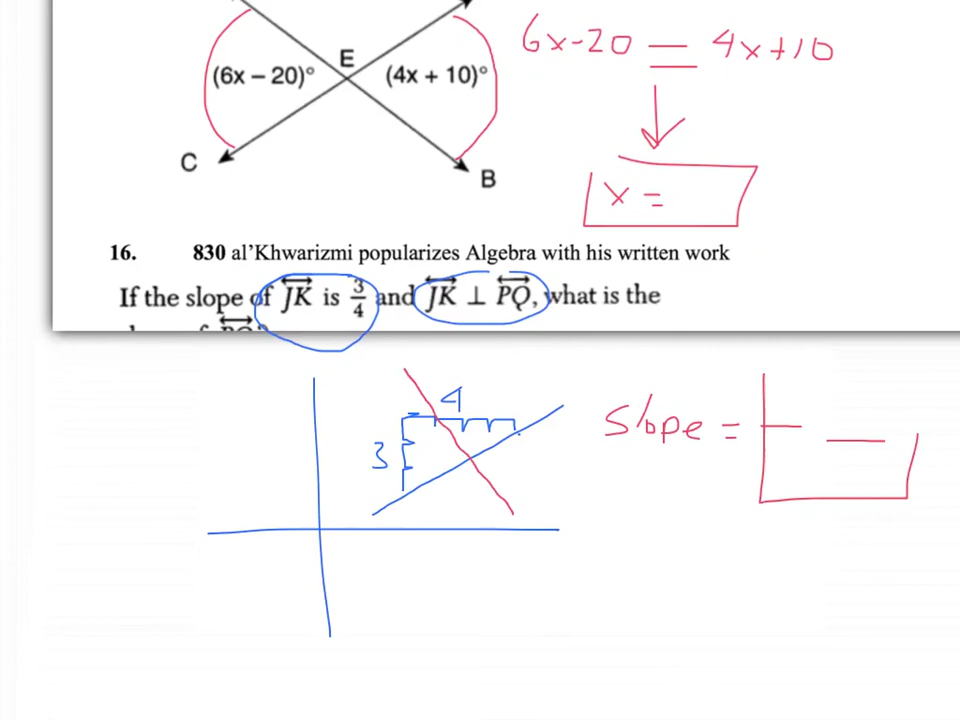 E
(6x – 20)°
(4x + 10)°
6x-20 = 4x+10
C
B
x =
16. 830 al’Khwarizmi popularizes Algebra with his written work
If the slope of JK is 3/4 and JK ⊥ PQ, what is the
4
3
slope =